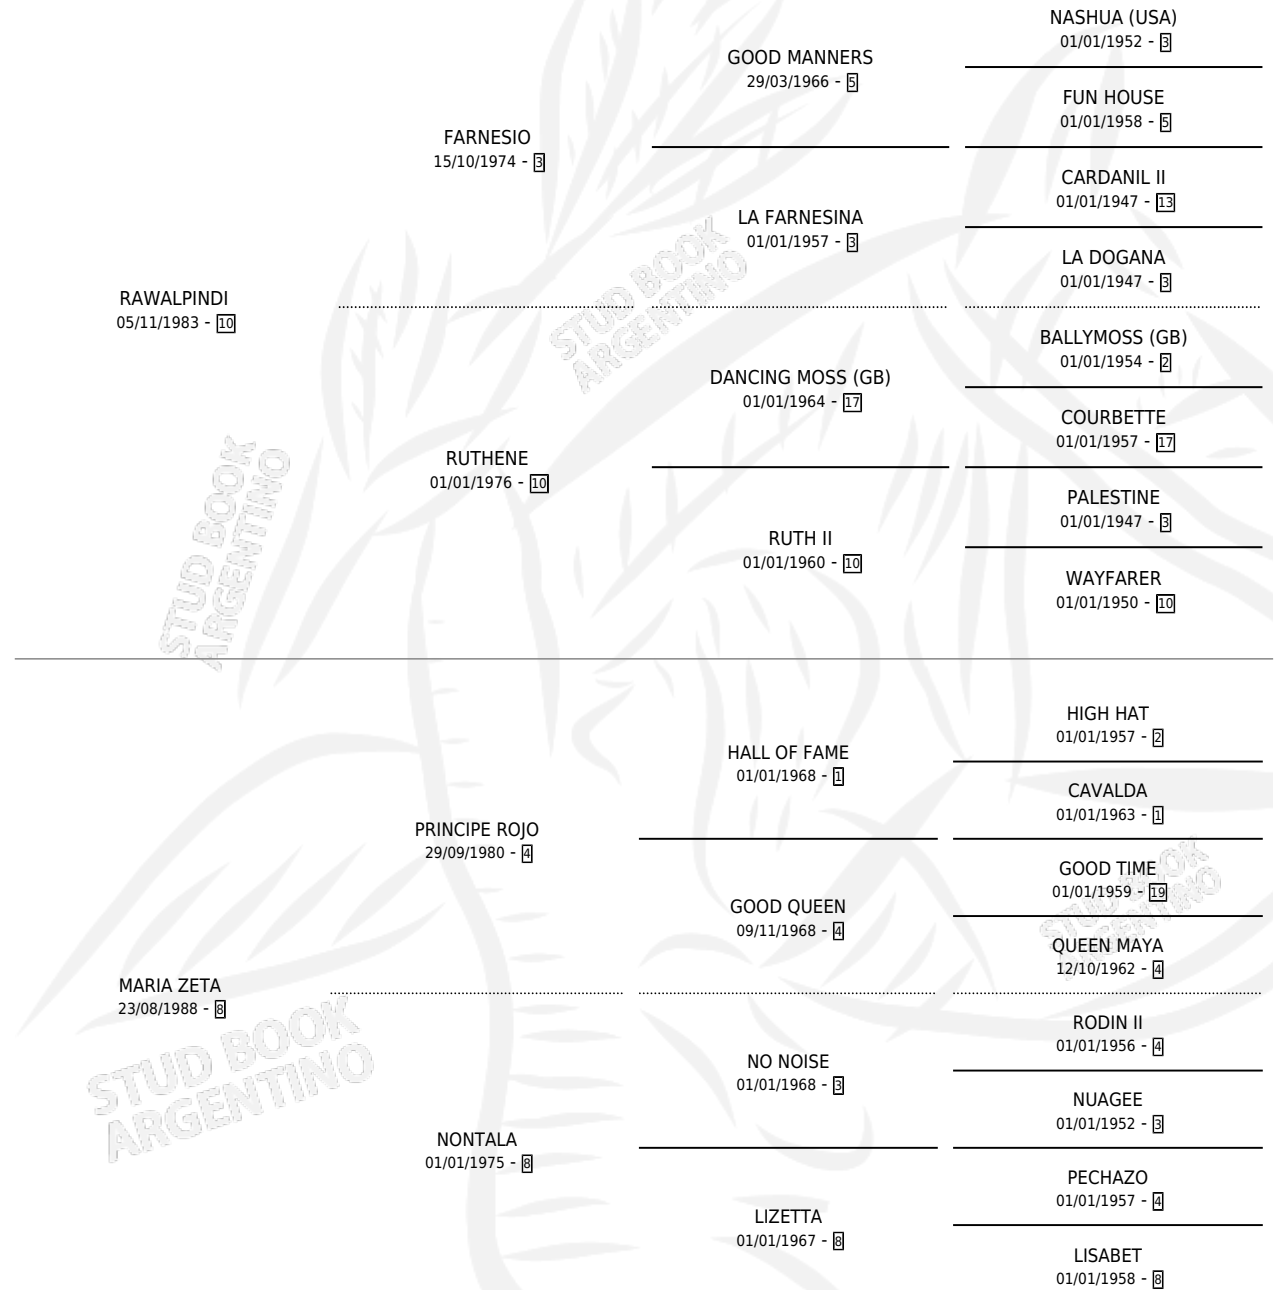 NASHUA (USA)
01/01/1952 - 3
GOOD MANNERS
29/03/1966 - 5
FUN HOUSE
01/01/1958 - 5
FARNESIO
15/10/1974 - 3
CARDANIL II
01/01/1947 - 13
LA FARNESINA
01/01/1957 - 3
LA DOGANA
01/01/1947 - 3
RAWALPINDI
05/11/1983 - 10
STUD BOOK
ARGENTINO
BALLYMOSS (GB)
01/01/1954 - 2
DANCING MOSS (GB)
01/01/1964 - 17
COURBETTE
01/01/1957 - 17
RUTHENE
01/01/1976 - 10
PALESTINE
01/01/1947 - 3
RUTH II
01/01/1960 - 10
WAYFARER
01/01/1950 - 10
STUD BOOK
ARGENTINO
HIGH HAT
01/01/1957 - 2
HALL OF FAME
01/01/1968 - 1
CAVALDA
01/01/1963 - 1
PRINCIPE ROJO
29/09/1980 - 4
GOOD TIME
01/01/1959 - 19
GOOD QUEEN
09/11/1968 - 4
STUD BOOK
ARGENTINO
QUEEN MAYA
12/10/1962 - 4
MARIA ZETA
23/08/1988 - 8
STUD BOOK
ARGENTINO
RODIN II
01/01/1956 - 4
NO NOISE
01/01/1968 - 3
NUAGEE
01/01/1952 - 3
NONTALA
01/01/1975 - 8
PECHAZO
01/01/1957 - 4
LIZETTA
01/01/1967 - 8
LISABET
01/01/1958 - 8